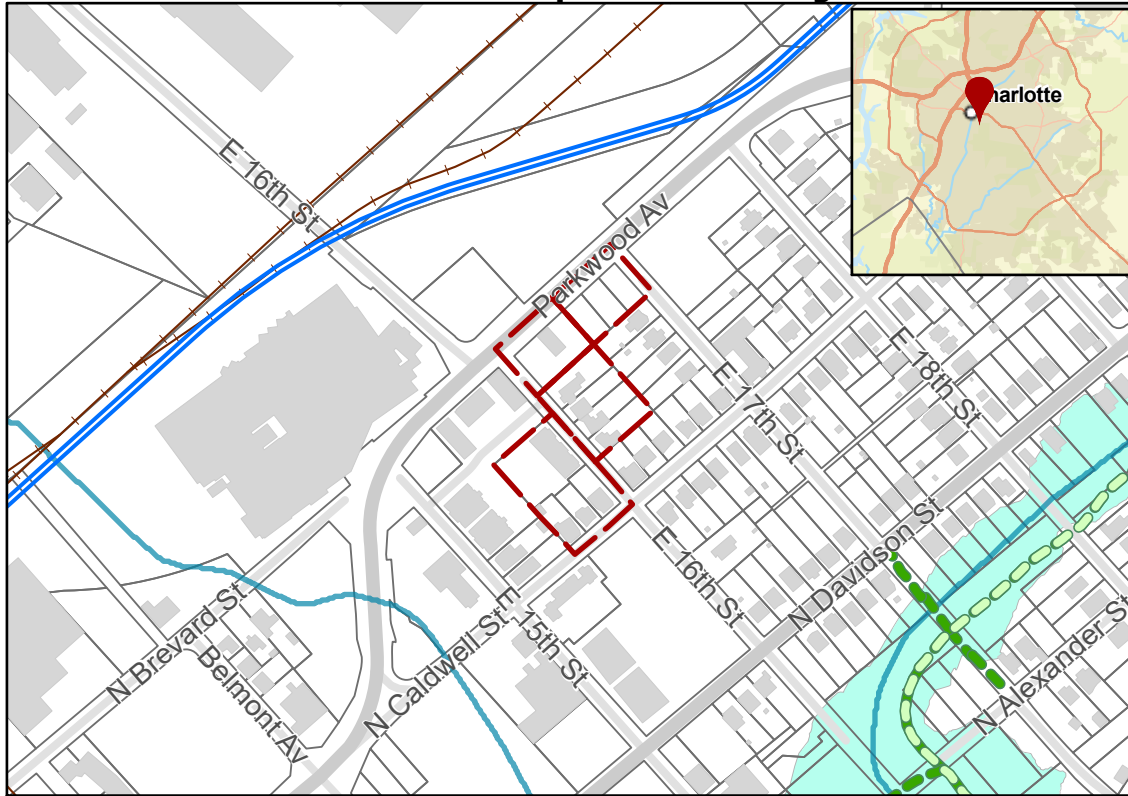 harlotte
E 16th St
Parkwood Av
E 18th St
E 17th St
E 16th St
N Davidson St
E 15th St
N Caldwell St
N Brevard St
Belmont Av
N Alexander St